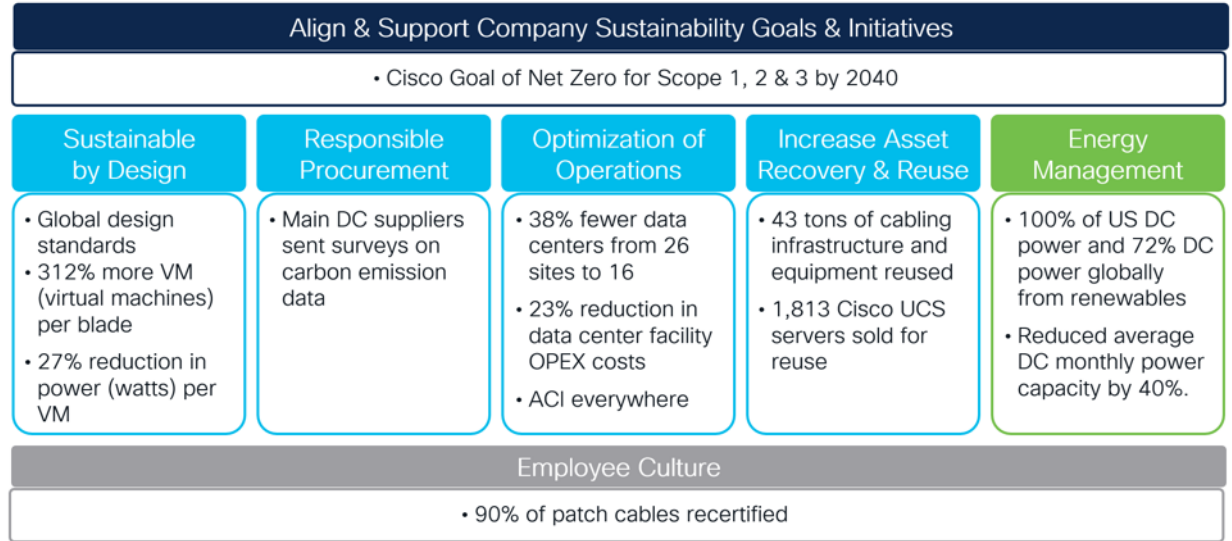 Align & Support Company Sustainability Goals & Initiatives
• Cisco Goal of Net Zero for Scope 1, 2 & 3 by 2040
Sustainable
by Design
• Global design
standards
• 312% more VM
(virtual machines)
per blade
• 27% reduction in
power (watts) per
VM
Responsible
Procurement
• Main DC suppliers
sent surveys on
carbon emission
data
Optimization of
Operations
• 38% fewer data
centers from 26
sites to 16
• 23% reduction in
data center facility
OPEX costs
• ACI everywhere
Increase Asset
Recovery & Reuse
• 43 tons of cabling
infrastructure and
equipment reused
• 1,813 Cisco UCS
servers sold for
reuse
Energy
Management
• 100% of US DC
power and 72% DC
power globally
from renewables
• Reduced average
DC monthly power
capacity by 40%.
Employee Culture
• 90% of patch cables recertified